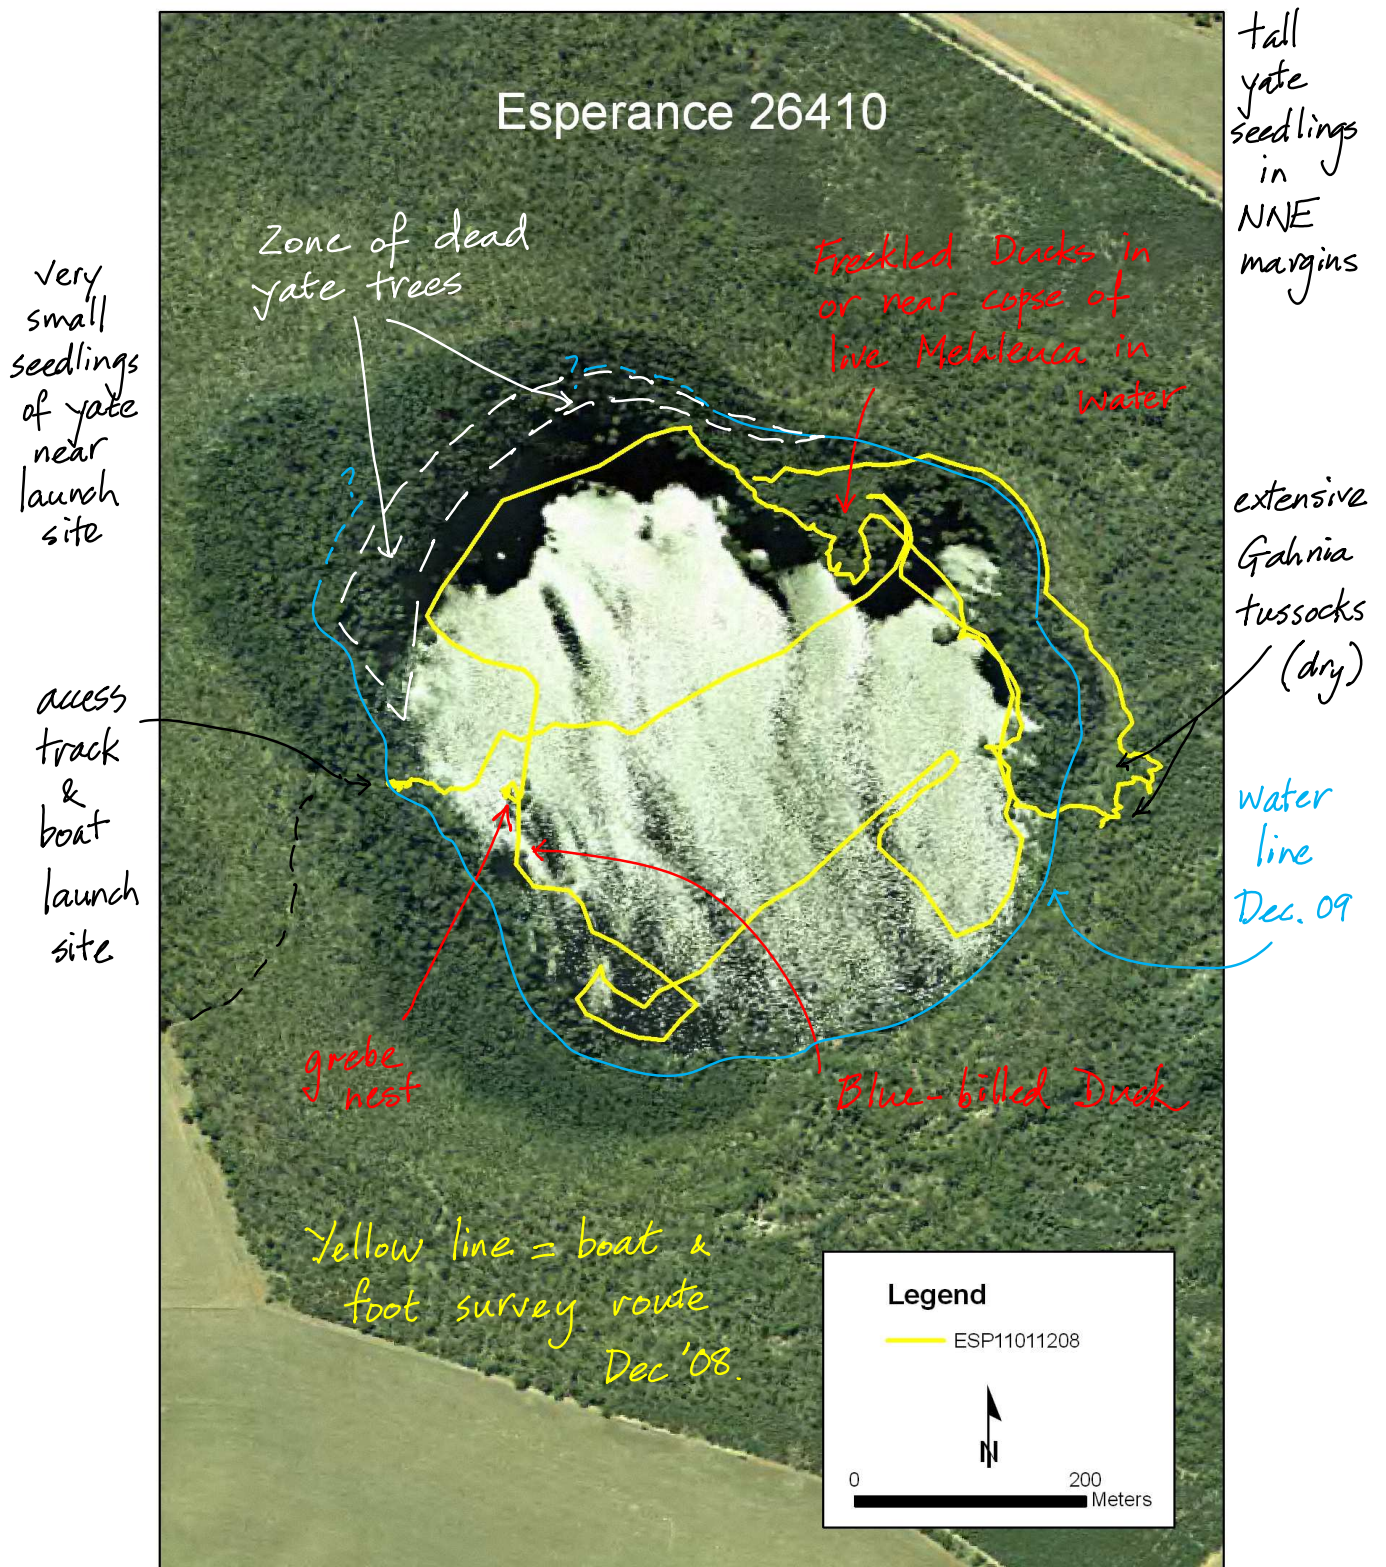 Esperance 26410
tall
yate
seedlings
in
NNE
margins
zone of dead
yate trees
Freckled Ducks in
or near copse of
live Melaleuca in
water
very
small
seedlings
of yate
near
launch
site
?
?
extensive
Gahnia
tussocks
(dry)
access
track
&
boat
launch
site
water
line
Dec. 09
grebe
nest
Blue-billed Duck
Yellow line = boat &
foot survey route
Dec '08.
Legend
ESP11011208
N
0 200
Meters